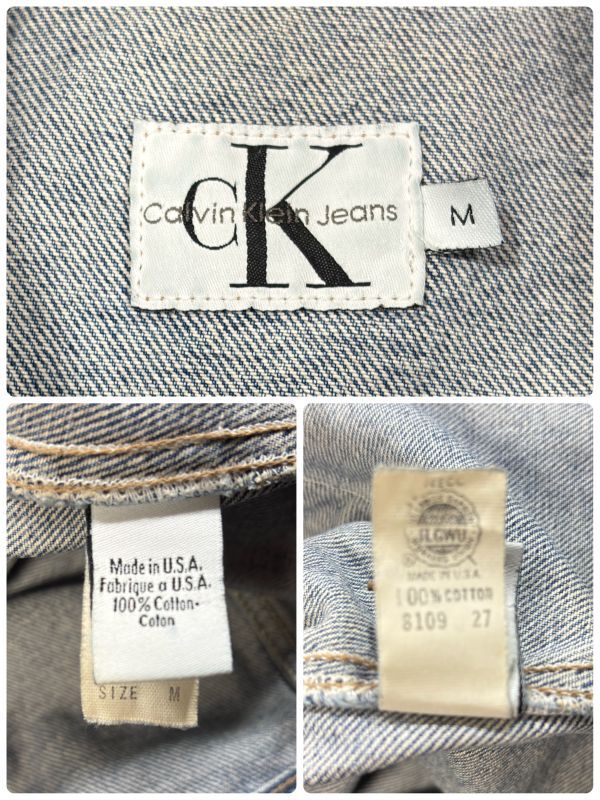 CK
Calvin Klein Jeans
M
Made in U.S.A.
Fabrique a U.S.A.
100% Cotton-
Coton
SIZE M
ILGWU
MADE IN U.S.A.
100% COTTON
8109 27